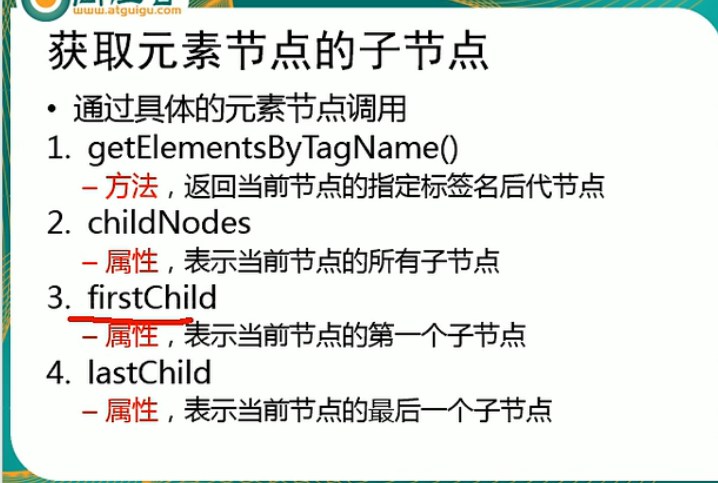 www.atguigu.com
获取元素节点的子节点
• 通过具体的元素节点调用
1. getElementsByTagName()
– 方法，返回当前节点的指定标签名后代节点
2. childNodes
– 属性，表示当前节点的所有子节点
3. firstChild
– 属性，表示当前节点的第一个子节点
4. lastChild
– 属性，表示当前节点的最后一个子节点